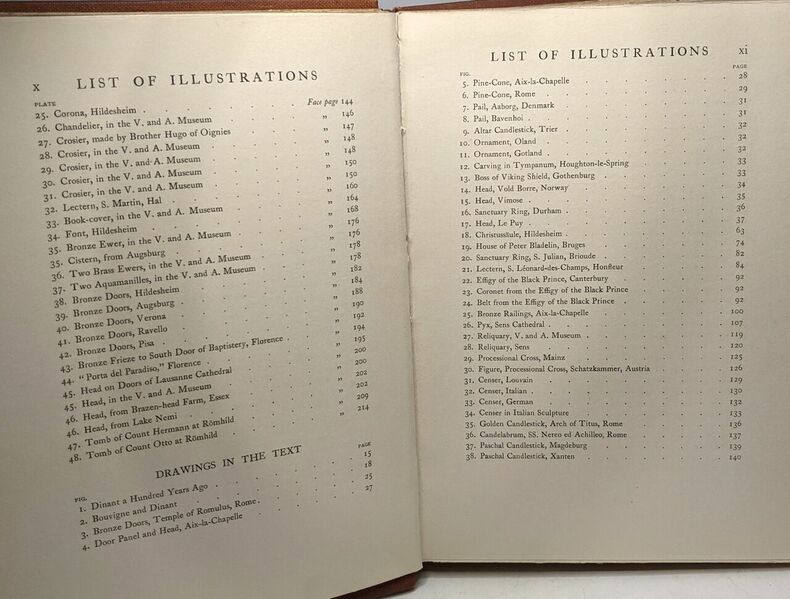 x LIST OF ILLUSTRATIONS
PLATE
25. Corona, Hildesheim . . . . Face page 144
26. Chandelier, in the V. and A. Museum . . . „ 146
27. Crosier, made by Brother Hugo of Oignies . . „ 147
28. Crosier, in the V. and A. Museum . . . „ 148
29. Crosier, in the V. and A. Museum . . . „ 148
30. Crosier, in the V. and A. Museum . . . „ 150
31. Crosier, in the V. and A. Museum . . . „ 150
32. Lectern, S. Martin, Hal . . . . „ 160
33. Book-cover, in the V. and A. Museum . . . „ 164
34. Font, Hildesheim . . . . „ 168
35. Bronze Ewer, in the V. and A. Museum . . . „ 176
35. Cistern, from Augsburg . . . . „ 176
36. Two Brass Ewers, in the V. and A. Museum . . „ 178
37. Two Aquamanilles, in the V. and A. Museum . . „ 178
38. Bronze Doors, Hildesheim . . . . „ 182
39. Bronze Doors, Augsburg . . . . „ 184
40. Bronze Doors, Verona . . . . „ 188
41. Bronze Doors, Ravello . . . . „ 190
42. Bronze Doors, Pisa . . . . „ 192
43. Bronze Frieze to South Door of Baptistery, Florence . „ 194
44. “Porta del Paradiso,” Florence . . . . „ 195
45. Head on Doors of Lausanne Cathedral . . . „ 200
45. Head, in the V. and A. Museum . . . „ 200
46. Head, from Brazen-head Farm, Essex . . . „ 202
46. Head, from Lake Nemi . . . . „ 202
47. Tomb of Count Hermann at Römhild . . . „ 209
48. Tomb of Count Otto at Römhild . . . „ 214
DRAWINGS IN THE TEXT
FIG. PAGE
1. Dinant a Hundred Years Ago . . . . 15
2. Bouvigne and Dinant . . . . 18
3. Bronze Doors, Temple of Romulus, Rome . . . 25
4. Door Panel and Head, Aix-la-Chapelle . . . 27
LIST OF ILLUSTRATIONS xi
FIG. PAGE
5. Pine-Cone, Aix-la-Chapelle . . . . 28
6. Pine-Cone, Rome . . . . 29
7. Pail, Aaborg, Denmark . . . . 31
8. Pail, Bavenhoi . . . . 31
9. Altar Candlestick, Trier . . . . 32
10. Ornament, Oland . . . . 32
11. Ornament, Gotland . . . . 32
12. Carving in Tympanum, Houghton-le-Spring . . . 33
13. Boss of Viking Shield, Gothenburg . . . 33
14. Head, Vold Borre, Norway . . . . 34
15. Head, Vimose . . . . 35
16. Sanctuary Ring, Durham . . . . 36
17. Head, Le Puy . . . . 37
18. Christussäule, Hildesheim . . . . 63
19. House of Peter Bladelin, Bruges . . . 74
20. Sanctuary Ring, S. Julian, Brioude . . . 82
21. Lectern, S. Léonard-des-Champs, Honfleur . . . 84
22. Effigy of the Black Prince, Canterbury . . . 92
23. Coronet from the Effigy of the Black Prince . . . 92
24. Belt from the Effigy of the Black Prince . . . 92
25. Bronze Railings, Aix-la-Chapelle . . . . 100
26. Pyx, Sens Cathedral . . . . 107
27. Reliquary, V. and A. Museum . . . . 119
28. Reliquary, Sens . . . . 120
29. Processional Cross, Mainz . . . . 125
30. Figure, Processional Cross, Schatzkammer, Austria . . 126
31. Censer, Louvain . . . . 129
32. Censer, Italian . . . . 130
33. Censer, German . . . . 132
34. Censer in Italian Sculpture . . . . 133
35. Golden Candlestick, Arch of Titus, Rome . . . 136
36. Candelabrum, SS. Nereo ed Achilleo, Rome . . . 137
37. Paschal Candlestick, Magdeburg . . . . 139
38. Paschal Candlestick, Xanten . . . . 140